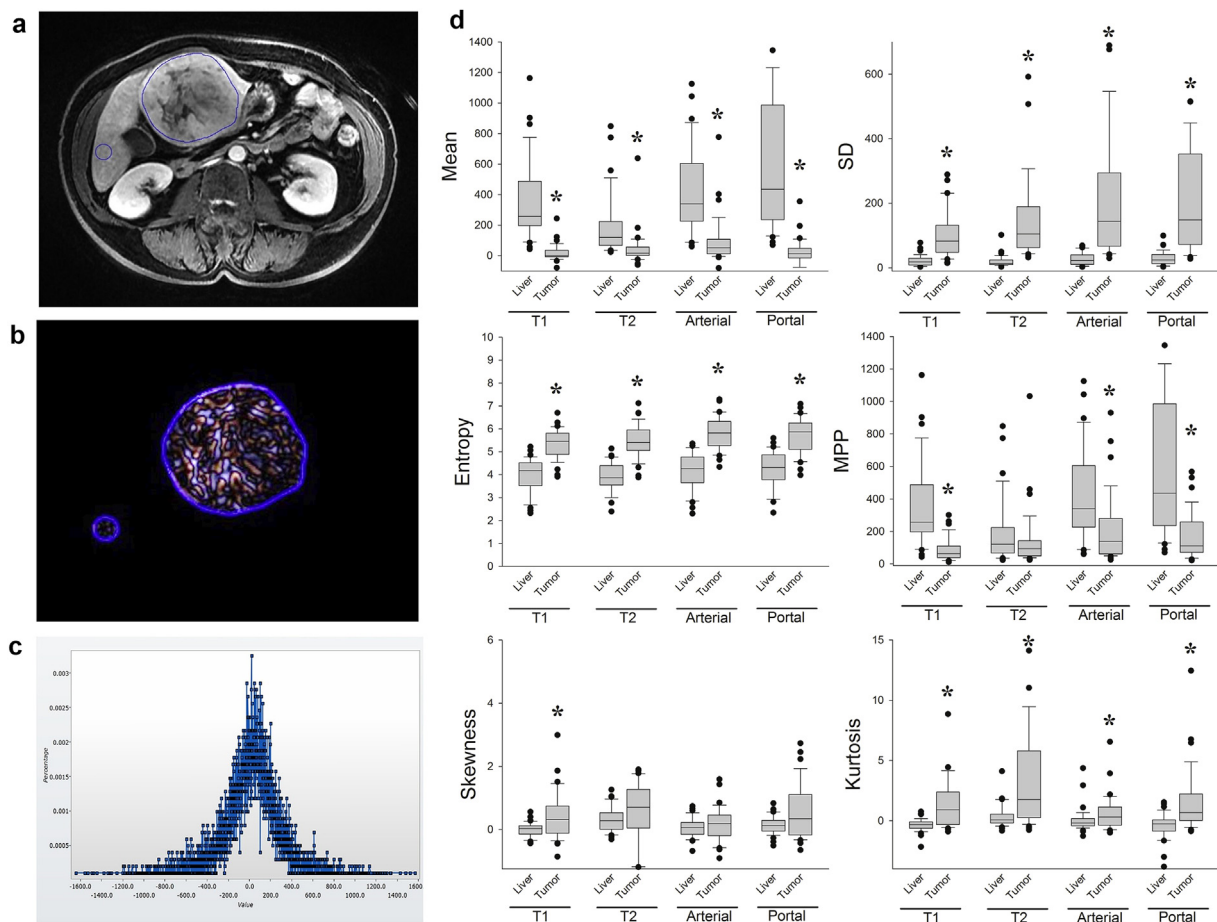 a
b
c
Percentage
0.003
0.0025
0.002
0.0015
0.001
0.0005
-1600.0 -1400.0 -1200.0 -1000.0 -800.0 -600.0 -400.0 -200.0 0.0 200.0 400.0 600.0 800.0 1000.0 1200.0 1400.0 1600
Value
d
Mean
1400
1200
1000
800
600
400
200
0
* * * *
Liver Tumor Liver Tumor Liver Tumor Liver Tumor
T1 T2 Arterial Portal
SD
600
400
200
0
* * * *
Liver Tumor Liver Tumor Liver Tumor Liver Tumor
T1 T2 Arterial Portal
Entropy
10
9
8
7
6
5
4
3
2
1
0
* * * *
Liver Tumor Liver Tumor Liver Tumor Liver Tumor
T1 T2 Arterial Portal
MPP
1400
1200
1000
800
600
400
200
0
* * *
Liver Tumor Liver Tumor Liver Tumor Liver Tumor
T1 T2 Arterial Portal
Skewness
6
4
2
0
*
Liver Tumor Liver Tumor Liver Tumor Liver Tumor
T1 T2 Arterial Portal
Kurtosis
15
10
5
0
* * * *
Liver Tumor Liver Tumor Liver Tumor Liver Tumor
T1 T2 Arterial Portal